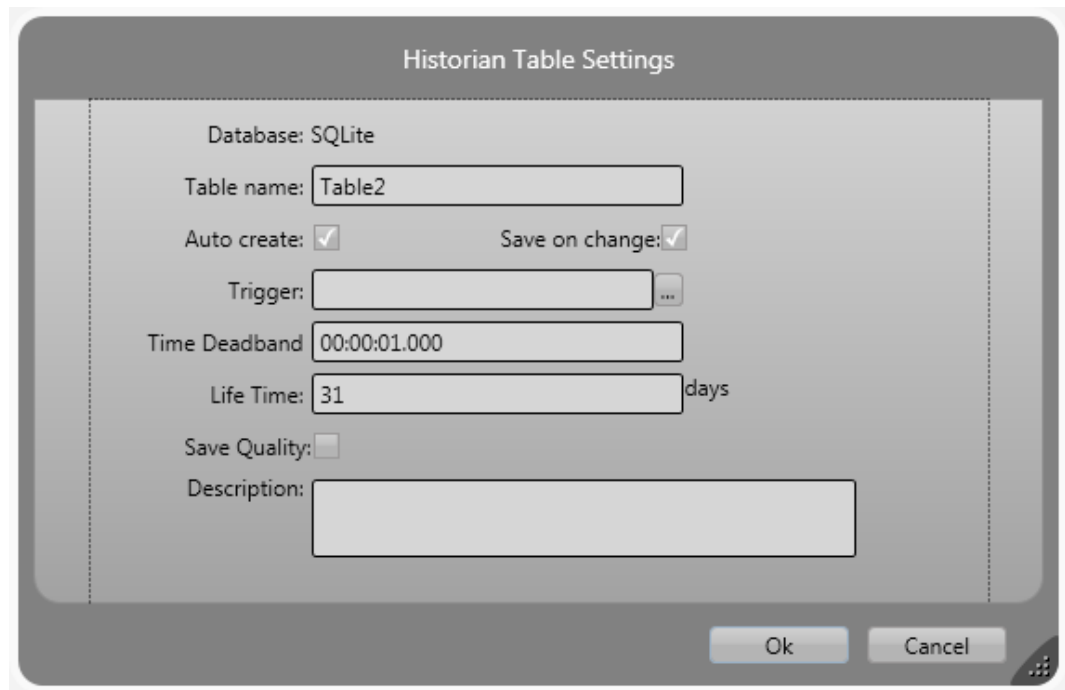 Historian Table Settings
Database: SQLite
Table name: Table2
Auto create: Save on change:
Trigger: ...
Time Deadband 00:00:01.000
Life Time: 31 days
Save Quality:
Description:
Ok Cancel